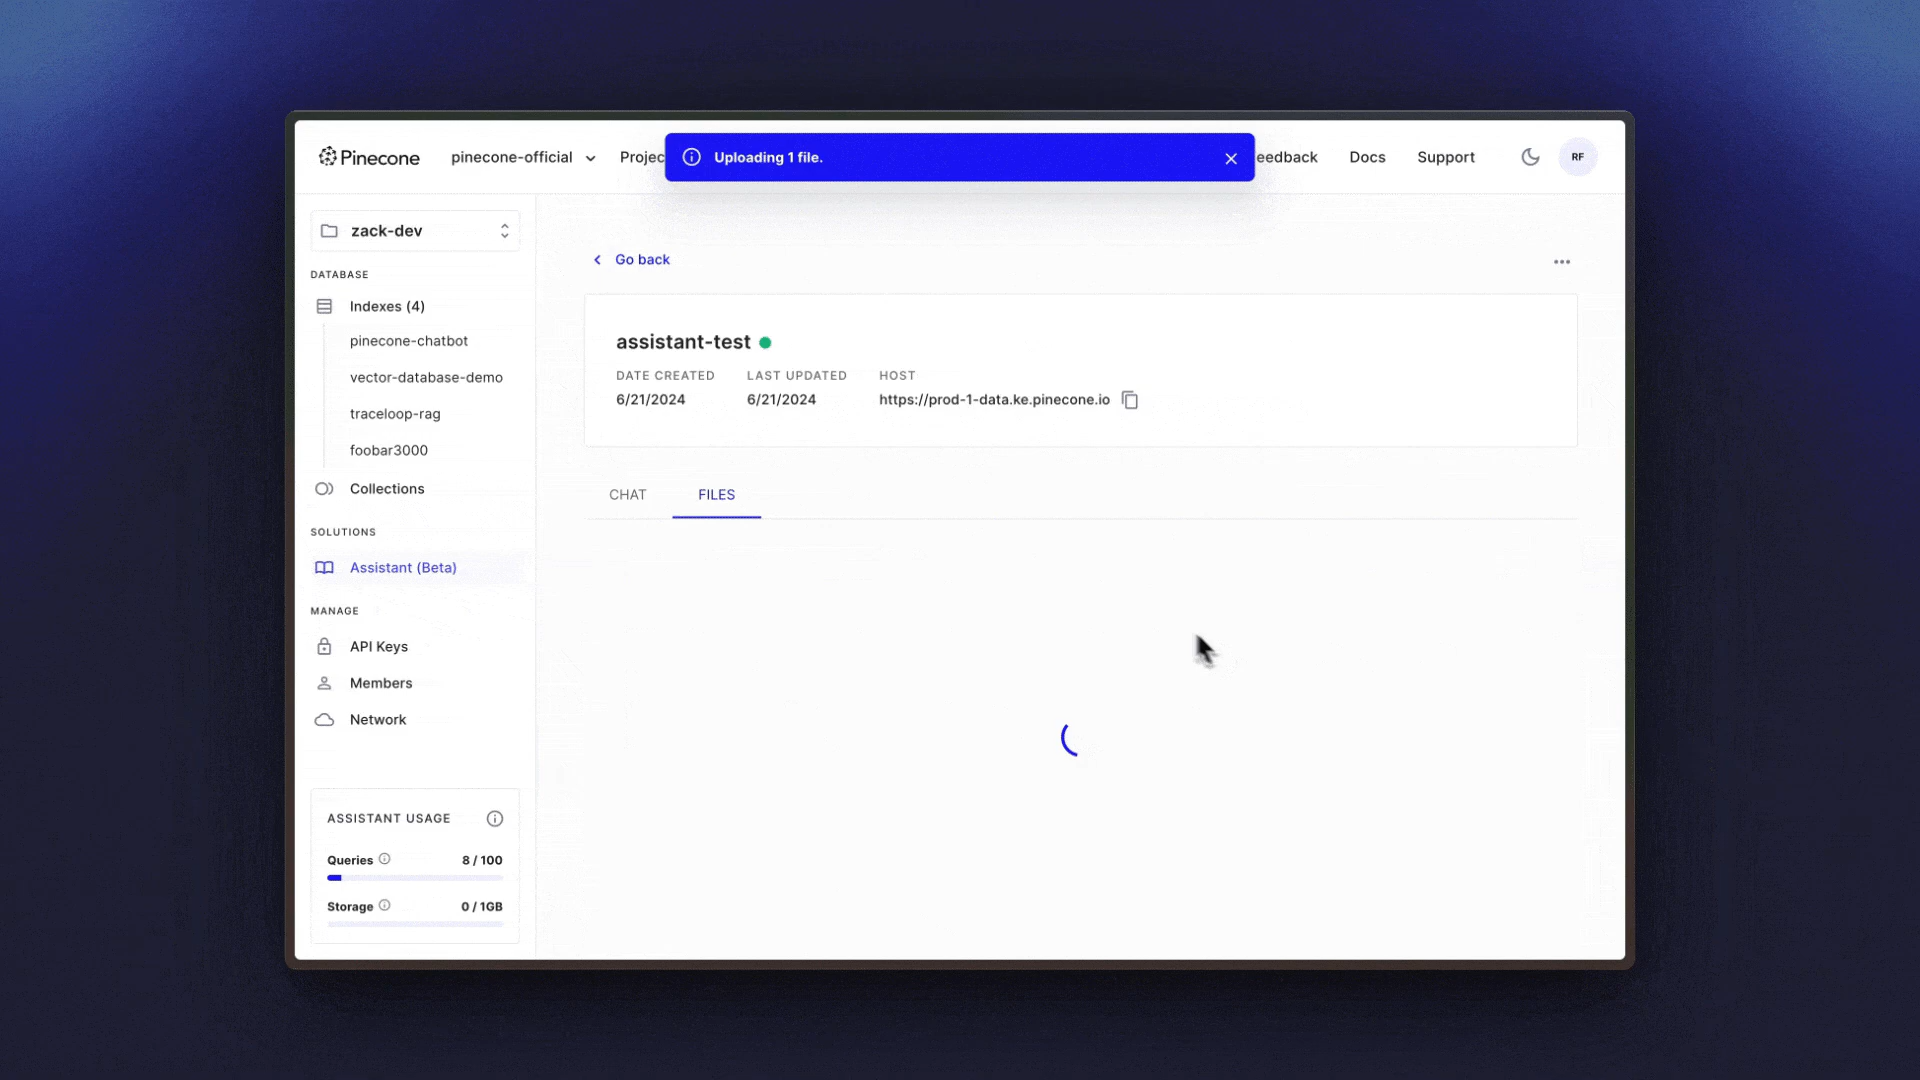 Pinecone
pinecone-official
Projec
Uploading 1 file.
eedback
Docs
Support
RF
zack-dev
DATABASE
Indexes (4)
pinecone-chatbot
vector-database-demo
traceloop-rag
foobar3000
Collections
SOLUTIONS
Assistant (Beta)
MANAGE
API Keys
Members
Network
ASSISTANT USAGE
Queries 8 / 100
Storage 0 / 1GB
Go back
assistant-test
DATE CREATED LAST UPDATED HOST
6/21/2024 6/21/2024 https://prod-1-data.ke.pinecone.io
CHAT FILES